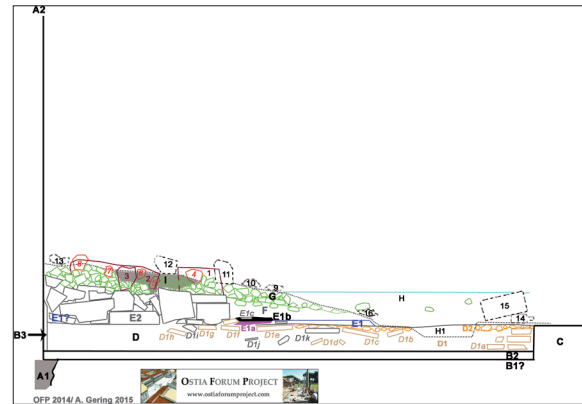 A2
13
8
7
3
6
2
5
12
I
4
1
11
10
9
G
H
15
16
14
E1?
E2
E1c
F
E1b
E1
E1a
H1
D2
B3
D
D1h
D1i
D1g
D1f
D1e
D1j
D1k
D1d
D1c
D1b
D1
D1a
C
B2
B1?
A1
OSTIA FORUM PROJECT
www.ostiaforumproject.com
OFP 2014/ A. Gering 2015